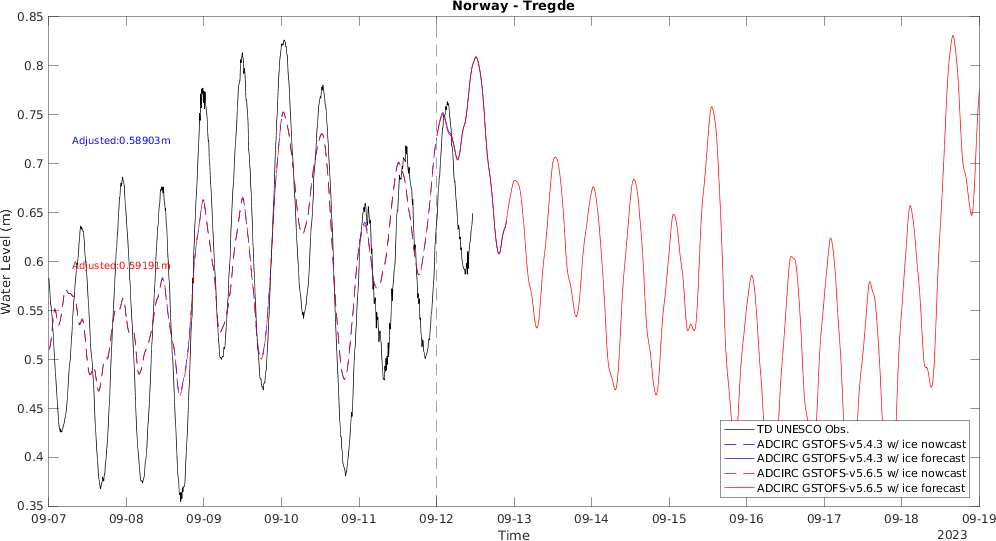 Norway - Tregde
0.85
0.8
0.75
0.7
0.65
0.6
0.55
0.5
0.45
0.4
0.35
Water Level (m)
Adjusted:0.58903m
Adjusted:0.59191m
TD UNESCO Obs.
ADCIRC GSTOFS-v5.4.3 w/ ice nowcast
ADCIRC GSTOFS-v5.4.3 w/ ice forecast
ADCIRC GSTOFS-v5.6.5 w/ ice nowcast
ADCIRC GSTOFS-v5.6.5 w/ ice forecast
09-07 09-08 09-09 09-10 09-11 09-12 09-13 09-14 09-15 09-16 09-17 09-18 09-19
Time
2023